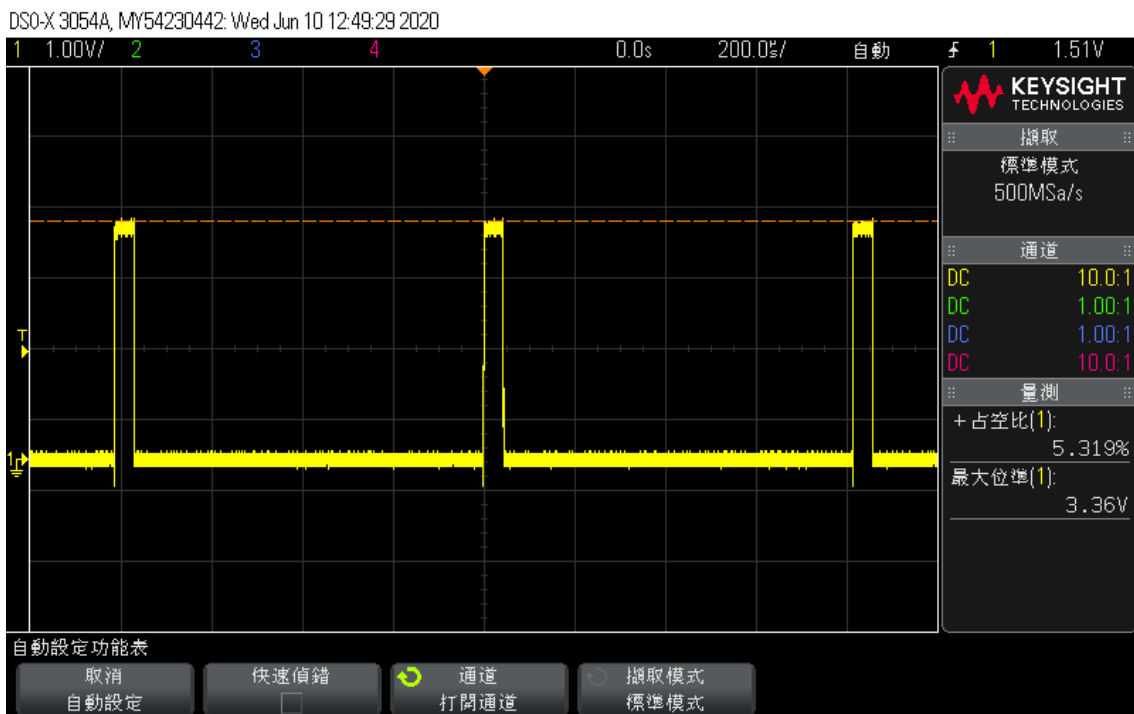 DSO-X 3054A, MY54230442: Wed Jun 10 12:49:29 2020
1 1.00V/ 2 3 4 0.0s 200.0µs/ 自動 1 1.51V
KEYSIGHT
TECHNOLOGIES
擷取
標準模式
500MSa/s
通道
DC 10.0:1
DC 1.00:1
DC 1.00:1
DC 10.0:1
量測
+占空比(1):
5.319%
最大位準(1):
3.36V
T
1
自動設定功能表
取消
自動設定
快速偵錯
通道
打開通道
擷取模式
標準模式